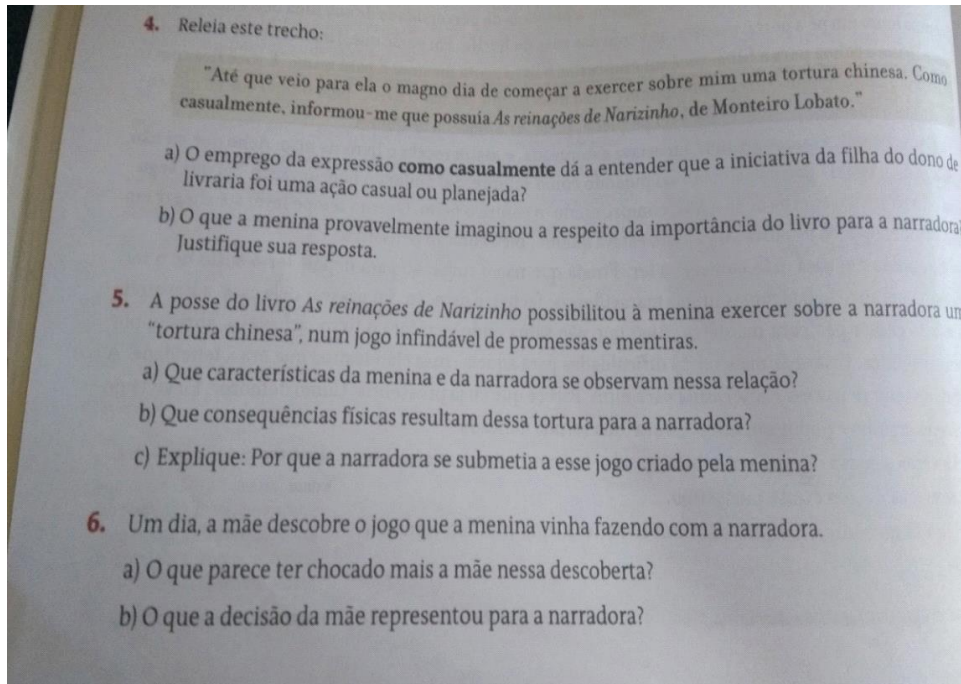 4. Releia este trecho:
"Até que veio para ela o magno dia de começar a exercer sobre mim uma tortura chinesa. Como
casualmente, informou-me que possuía As reinações de Narizinho, de Monteiro Lobato."
a) O emprego da expressão como casualmente dá a entender que a iniciativa da filha do dono de
livraria foi uma ação casual ou planejada?
b) O que a menina provavelmente imaginou a respeito da importância do livro para a narradora?
Justifique sua resposta.
5. A posse do livro As reinações de Narizinho possibilitou à menina exercer sobre a narradora um
"tortura chinesa", num jogo infindável de promessas e mentiras.
a) Que características da menina e da narradora se observam nessa relação?
b) Que consequências físicas resultam dessa tortura para a narradora?
c) Explique: Por que a narradora se submetia a esse jogo criado pela menina?
6. Um dia, a mãe descobre o jogo que a menina vinha fazendo com a narradora.
a) O que parece ter chocado mais a mãe nessa descoberta?
b) O que a decisão da mãe representou para a narradora?